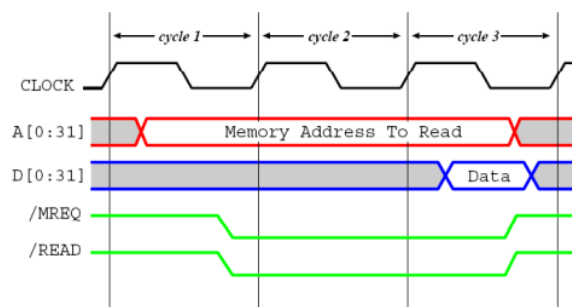 cycle 1 cycle 2 cycle 3
CLOCK
A[0:31] Memory Address To Read
D[0:31] Data
/MREQ
/READ